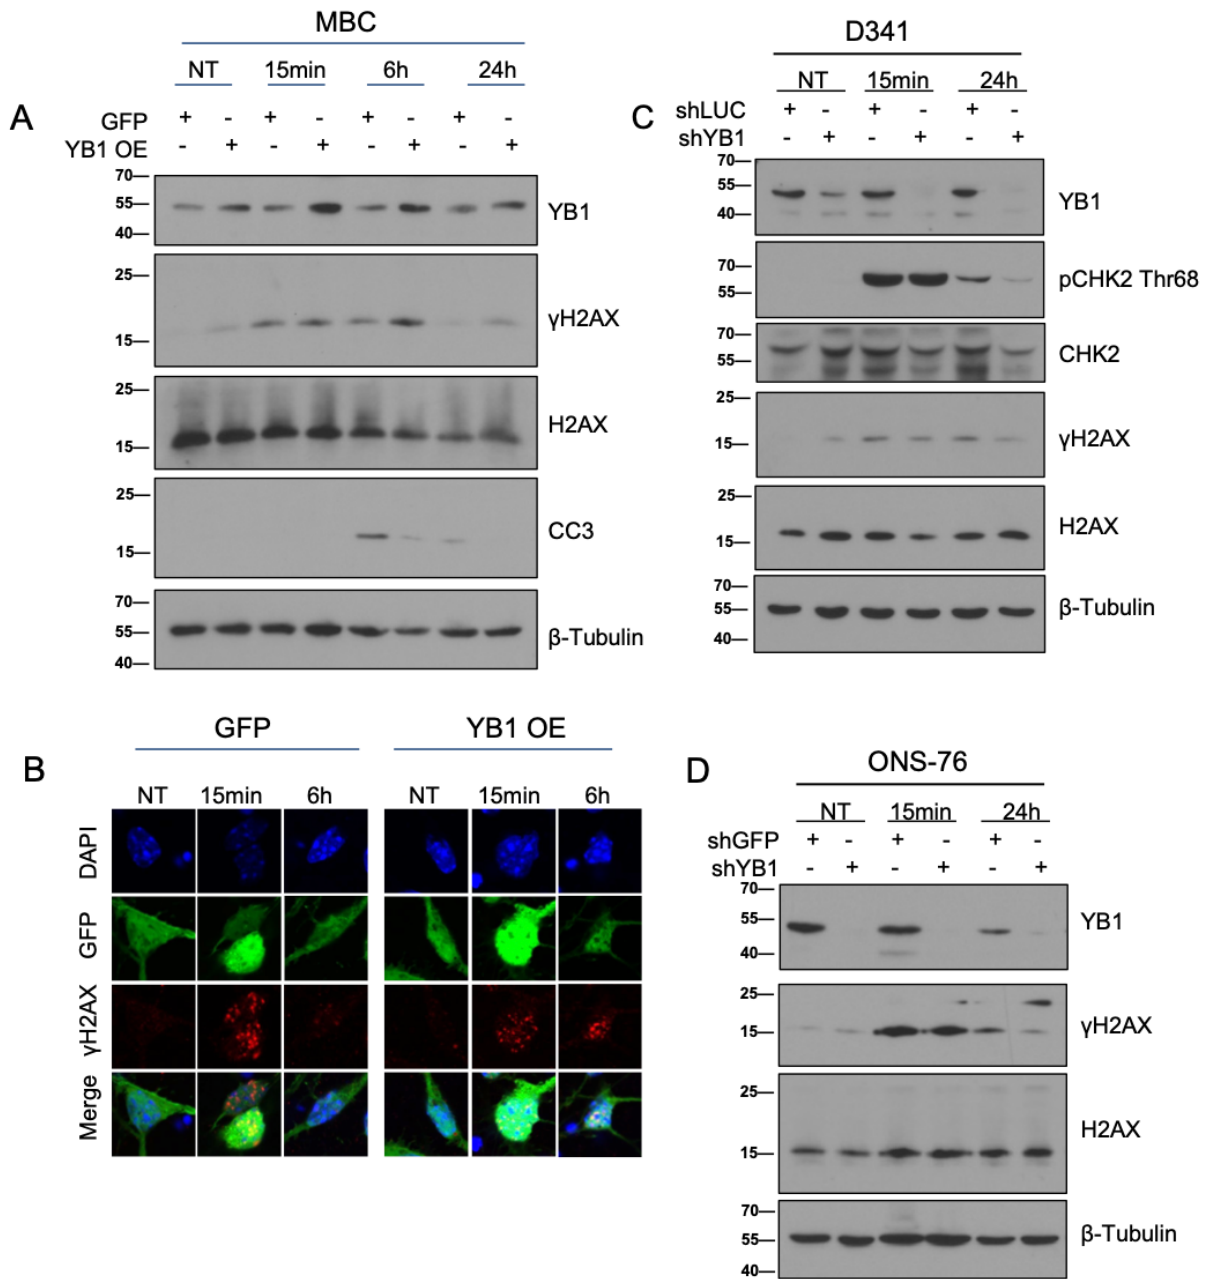 MBC
NT 15min 6h 24h
A
GFP + - + - + - + -
YB1 OE - + - + - + - +
70
55
40
YB1
25
15
γH2AX
25
15
H2AX
25
15
CC3
70
55
40
β-Tubulin
D341
NT 15min 24h
C
shLUC + - + - + -
shYB1 - + - + - +
70
55
40
YB1
70
55
pCHK2 Thr68
70
55
CHK2
25
15
γH2AX
25
15
H2AX
70
55
40
β-Tubulin
B
GFP YB1 OE
NT 15min 6h NT 15min 6h
DAPI
GFP
γH2AX
Merge
D
ONS-76
NT 15min 24h
shGFP + - + - + -
shYB1 - + - + - +
70
55
40
YB1
25
15
γH2AX
25
15
H2AX
70
55
40
β-Tubulin